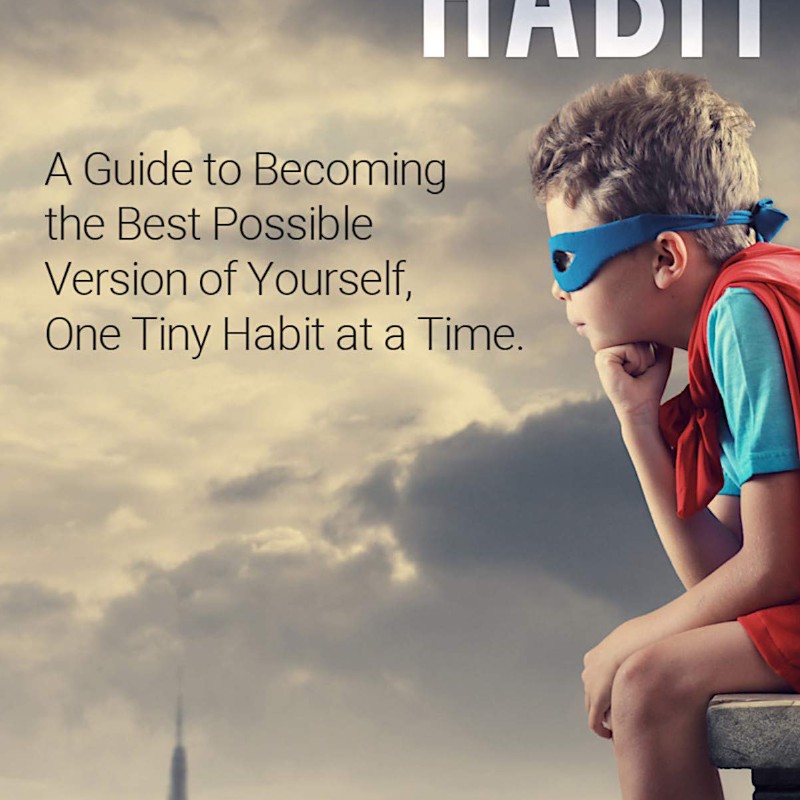 HABIT
A Guide to Becoming
the Best Possible
Version of Yourself,
One Tiny Habit at a Time.